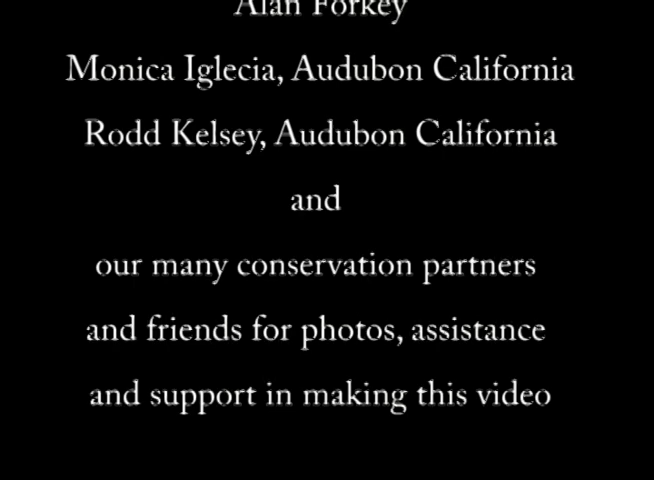 Alan Forkey
Monica Iglecia, Audubon California
Rodd Kelsey, Audubon California
and
our many conservation partners
and friends for photos, assistance
and support in making this video